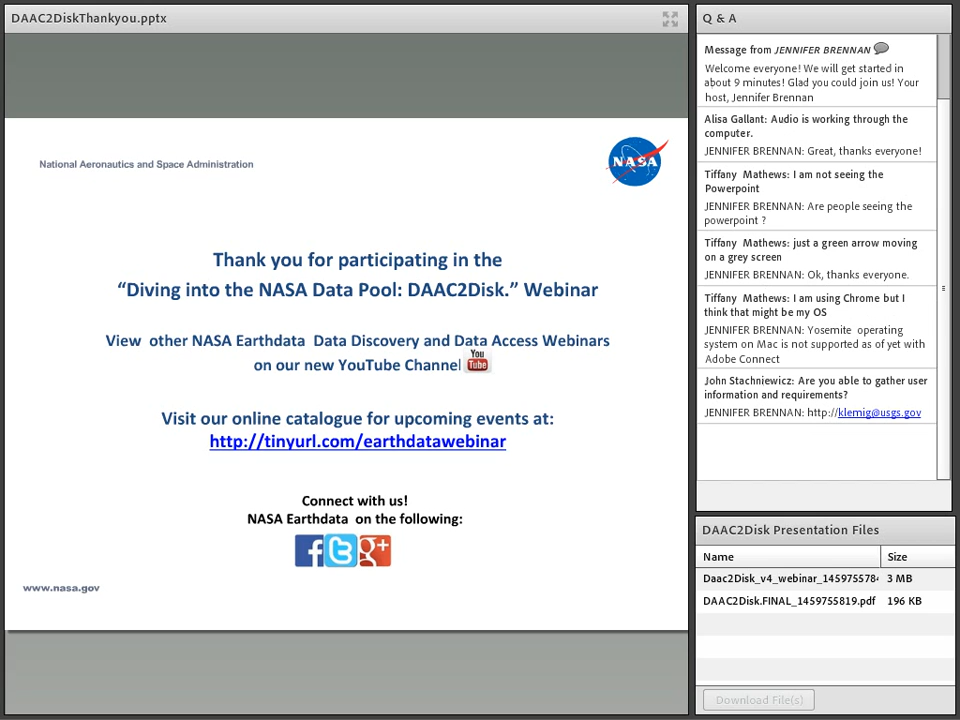 DAAC2DiskThankyou.pptx
National Aeronautics and Space Administration
NASA
Thank you for participating in the
“Diving into the NASA Data Pool: DAAC2Disk.” Webinar
View other NASA Earthdata Data Discovery and Data Access Webinars
on our new YouTube Channel You Tube
Visit our online catalogue for upcoming events at:
http://tinyurl.com/earthdatawebinar
Connect with us!
NASA Earthdata on the following:
f t g+
www.nasa.gov
Q & A
Message from JENNIFER BRENNAN
Welcome everyone! We will get started in
about 9 minutes! Glad you could join us! Your
host, Jennifer Brennan
Alisa Gallant: Audio is working through the
computer.
JENNIFER BRENNAN: Great, thanks everyone!
Tiffany Mathews: I am not seeing the
Powerpoint
JENNIFER BRENNAN: Are people seeing the
powerpoint ?
Tiffany Mathews: just a green arrow moving
on a grey screen
JENNIFER BRENNAN: Ok, thanks everyone.
Tiffany Mathews: I am using Chrome but I
think that might be my OS
JENNIFER BRENNAN: Yosemite operating
system on Mac is not supported as of yet with
Adobe Connect
John Stachniewicz: Are you able to gather user
information and requirements?
JENNIFER BRENNAN: http://klemig@usgs.gov
DAAC2Disk Presentation Files
Name Size
Daac2Disk_v4_webinar_1459755784 3 MB
DAAC2Disk.FINAL_1459755819.pdf 196 KB
Download File(s)